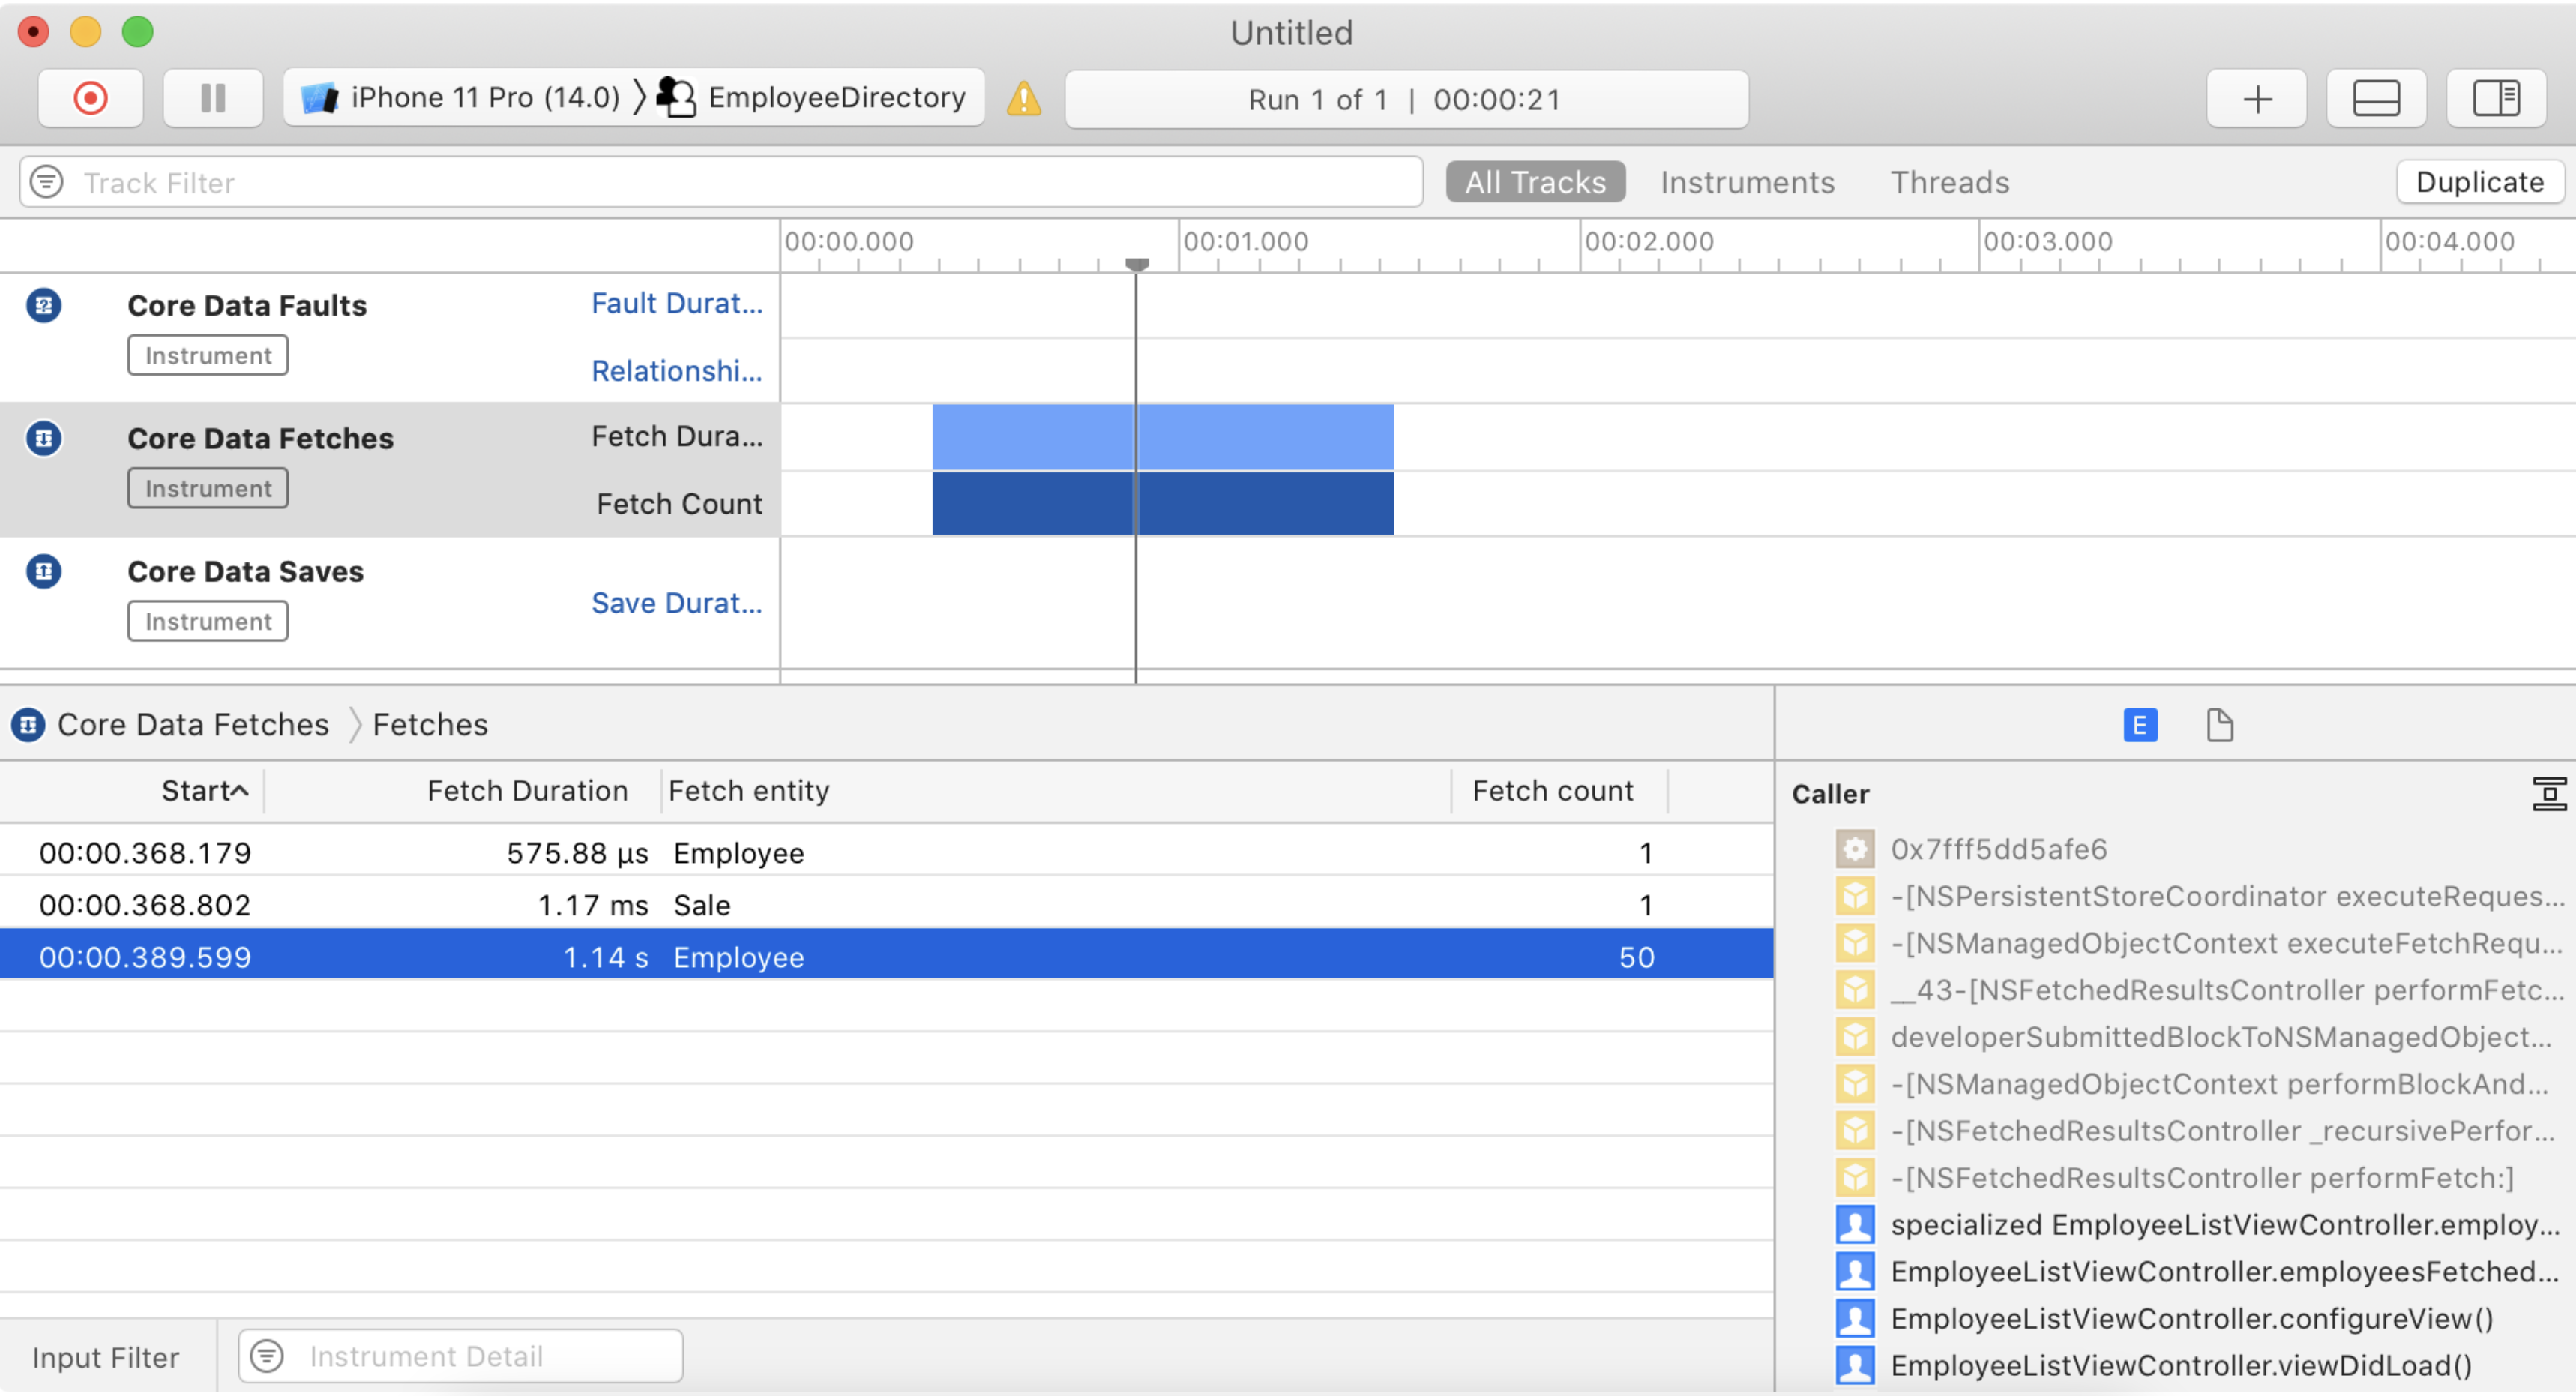 Untitled
iPhone 11 Pro (14.0) 〉 EmployeeDirectory
Run 1 of 1 | 00:00:21
Track Filter
All Tracks Instruments Threads
Duplicate
00:00.000 00:01.000 00:02.000 00:03.000 00:04.000
Core Data Faults
Instrument
Fault Durat...
Relationshi...
Core Data Fetches
Instrument
Fetch Dura...
Fetch Count
Core Data Saves
Instrument
Save Durat...
Core Data Fetches 〉 Fetches
E
Start Fetch Duration Fetch entity Fetch count
00:00.368.179 575.88 µs Employee 1
00:00.368.802 1.17 ms Sale 1
00:00.389.599 1.14 s Employee 50
Input Filter Instrument Detail
Caller
0x7fff5dd5afe6
-[NSPersistentStoreCoordinator executeReques...
-[NSManagedObjectContext executeFetchRequ...
__43-[NSFetchedResultsController performFetc...
developerSubmittedBlockToNSManagedObject...
-[NSManagedObjectContext performBlockAnd...
-[NSFetchedResultsController _recursivePerfor...
-[NSFetchedResultsController performFetch:]
specialized EmployeeListViewController.employ...
EmployeeListViewController.employeesFetched...
EmployeeListViewController.configureView()
EmployeeListViewController.viewDidLoad()